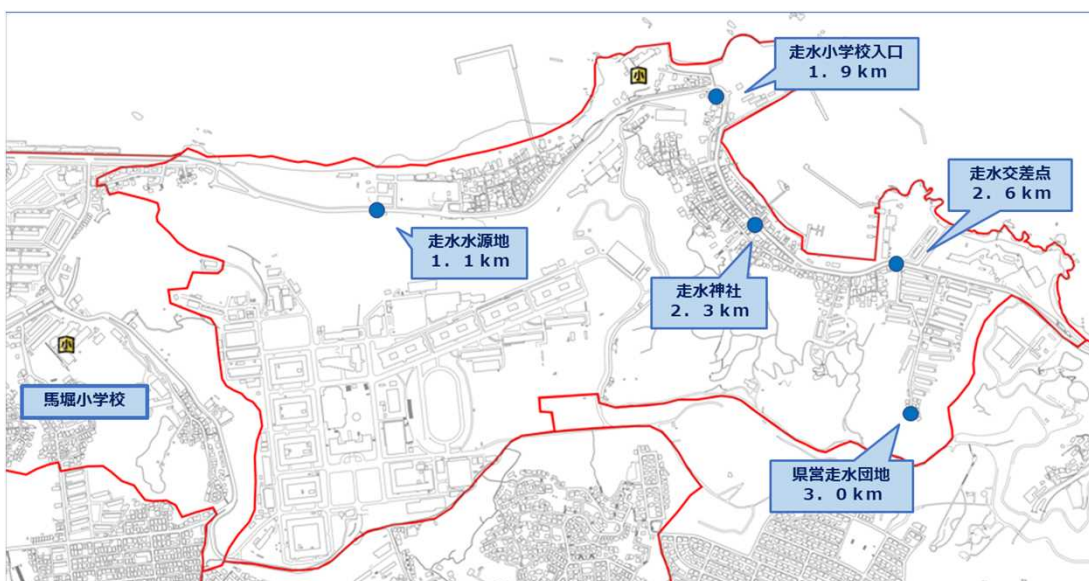 走水小学校入口
1．9ｋｍ
走水交差点
2．6ｋｍ
走水水源地
1．1ｋｍ
走水神社
2．3ｋｍ
馬堀小学校
県営走水団地
3．0ｋｍ
小
小